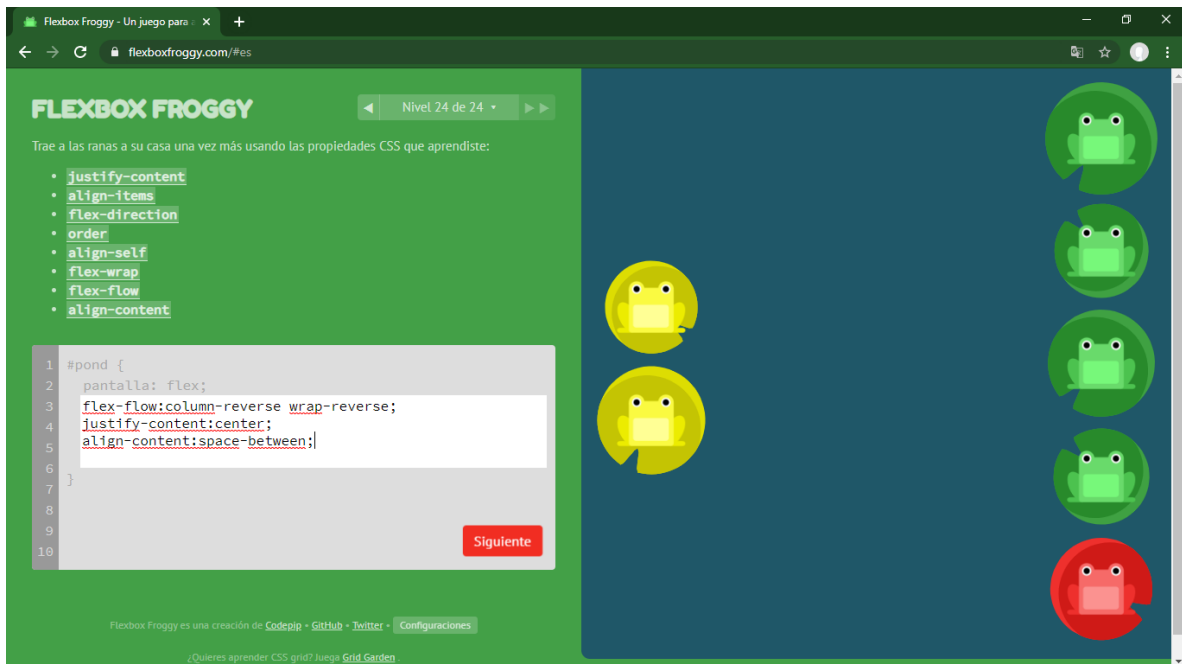 Flexbox Froggy - Un juego para a
flexboxfroggy.com/#es
FLEXBOX FROGGY
Nivel 24 de 24
Trae a las ranas a su casa una vez más usando las propiedades CSS que aprendiste:
• justify-content
• align-items
• flex-direction
• order
• align-self
• flex-wrap
• flex-flow
• align-content
1 #pond {
2 pantalla: flex;
3 flex-flow:column-reverse wrap-reverse;
4 justify-content:center;
5 align-content:space-between;
6
7 }
8
9
10
Siguiente
Flexbox Froggy es una creación de Codepip • GitHub • Twitter • Configuraciones
¿Quieres aprender CSS grid? Juega Grid Garden .